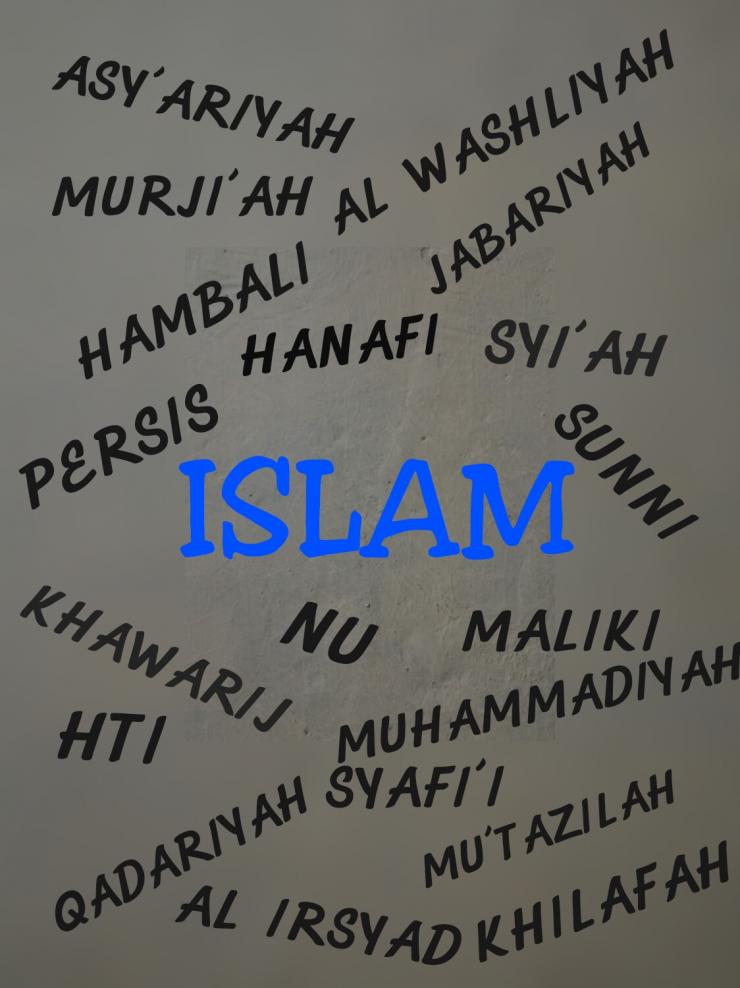 ASY'ARIYAH
AL WASHLIYAH
MURJI'AH
JABARIYAH
HAMBALI
HANAFI
SYI'AH
PERSIS
SUNNI
ISLAM
KHAWARIJ
NU
MALIKI
HTI
MUHAMMADIYAH
SYAFI'I
QADARIYAH
MU'TAZILAH
AL IRSYAD
KHILAFAH